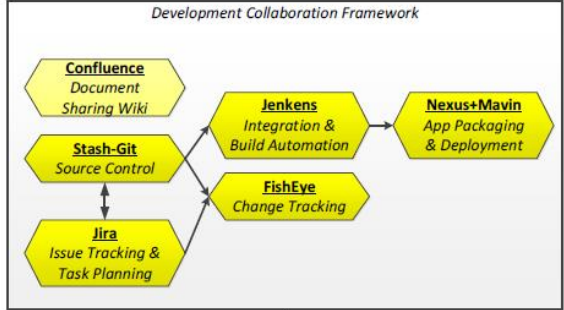 Development Collaboration Framework
Confluence
Document
Sharing Wiki
Stash-Git
Source Control
Jira
Issue Tracking &
Task Planning
Jenkens
Integration &
Build Automation
FishEye
Change Tracking
Nexus+Mavin
App Packaging
& Deployment